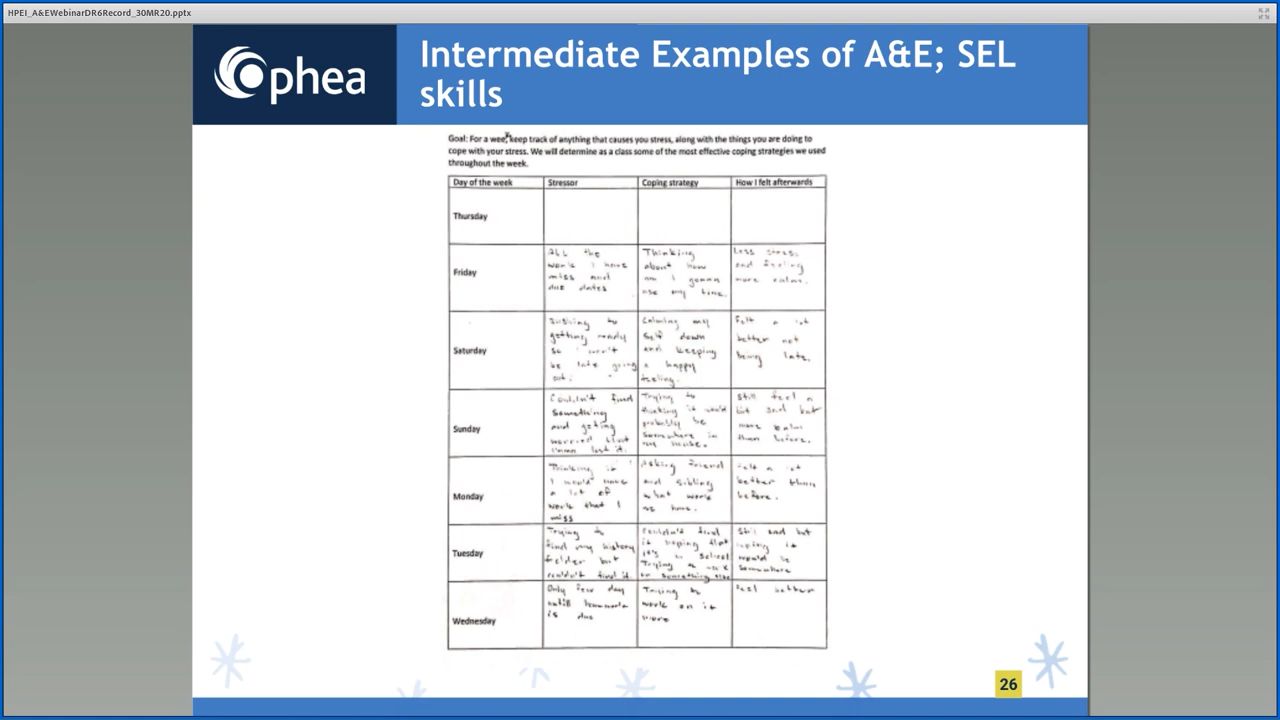 HPEI_A&EWebinarDR6Record_30MR20.pptx
Ophea
Intermediate Examples of A&E; SEL
skills
Goal: For a week keep track of anything that causes you stress, along with the things you are doing to
cope with your stress. We will determine as a class some of the most effective coping strategies we used
throughout the week.
Day of the week Stressor Coping strategy How I felt afterwards
Thursday
Friday
All the
work I have
miss and
due dates
Thinking
about how
am I gonna
use my time.
Less stress
and feeling
more calm.
Saturday
Rushing to
getting ready
so I won't
be late going
out.
Calming my
self down
and keeping
a happy
feeling.
Felt a lot
better not
being late.
Sunday
Couldn't find
something
and geting
worried
lost it.
Trying to
thinking it would
probably be
somewhere in
my house.
Still feel a
bit sad but
more calm
than before.
Monday
Thinking if
I would have
a lot of
work that I
miss
Asking friend
and sibling
what work
we have.
Felt a lot
better than
before.
Tuesday
Trying to
find my history
folder but
couldn't find it.
Couldn't find
it hoping that
it's in school
Trying a
or something else
Still sad but
hoping it
would be
somewhere
Wednesday
Only few day
until
is due
Trying to
work on it
more
Feel better
26